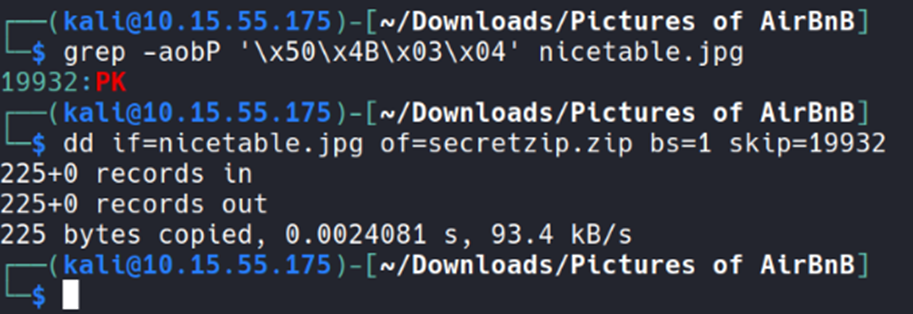 ┌──(kali@10.15.55.175)-[~/Downloads/Pictures of AirBnB]
└─$ grep -aobP '\x50\x4B\x03\x04' nicetable.jpg
19932:PK
┌──(kali@10.15.55.175)-[~/Downloads/Pictures of AirBnB]
└─$ dd if=nicetable.jpg of=secretzip.zip bs=1 skip=19932
225+0 records in
225+0 records out
225 bytes copied, 0.0024081 s, 93.4 kB/s
┌──(kali@10.15.55.175)-[~/Downloads/Pictures of AirBnB]
└─$